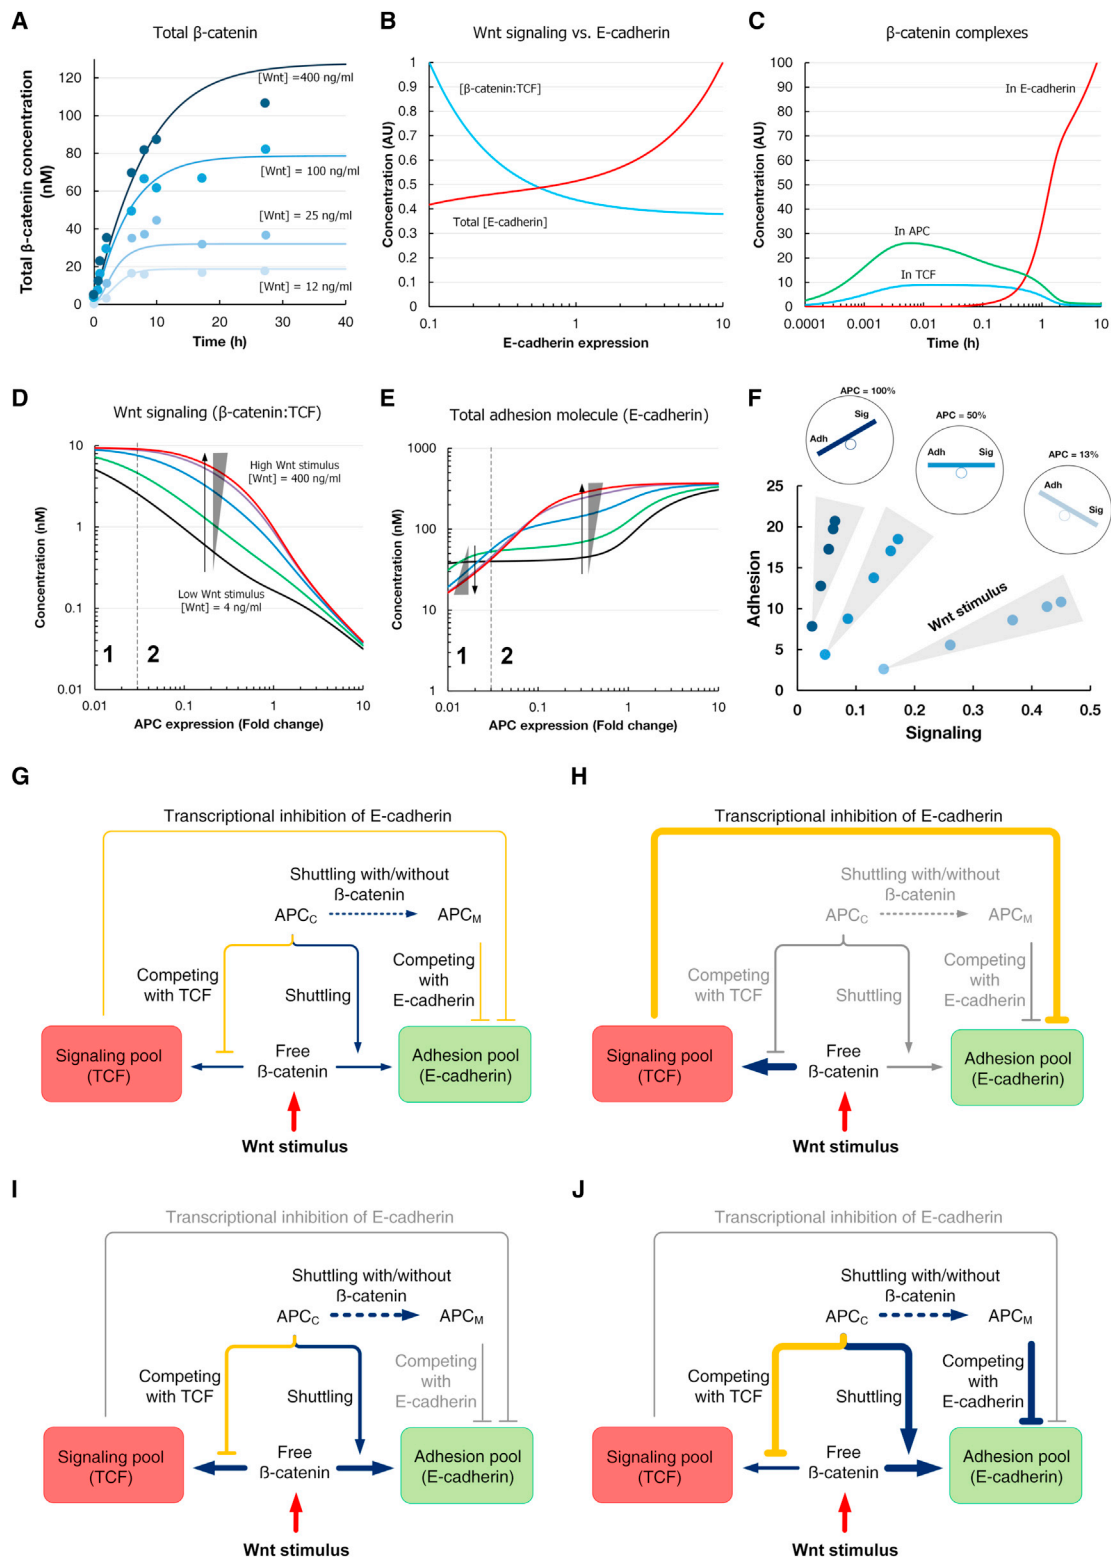 A
Total β-catenin
Total β-catenin concentration
(nM)
120
100
80
60
40
20
0
[Wnt] =400 ng/ml
[Wnt] = 100 ng/ml
[Wnt] = 25 ng/ml
[Wnt] = 12 ng/ml
0
10
20
30
40
Time (h)
B
Wnt signaling vs. E-cadherin
Concentration (AU)
1
0.9
0.8
0.7
0.6
0.5
0.4
0.3
0.2
0.1
0
[β-catenin:TCF]
Total [E-cadherin]
0.1
1
10
E-cadherin expression
C
β-catenin complexes
Concentration (AU)
100
90
80
70
60
50
40
30
20
10
0
In E-cadherin
In APC
In TCF
0.0001
0.001
0.01
0.1
1
10
Time (h)
D
Wnt signaling (β-catenin:TCF)
Concentration (nM)
10
1
0.1
0.01
High Wnt stimulus
[Wnt] = 400 ng/ml
Low Wnt stimulus
[Wnt] = 4 ng/ml
1
2
0.01
0.1
1
10
APC expression (Fold change)
E
Total adhesion molecule (E-cadherin)
Concentration (nM)
1000
100
10
1
1
2
0.01
0.1
1
10
APC expression (Fold change)
F
APC = 100%
Sig
Adh
APC = 50%
Adh
Sig
APC = 13%
Adh
Sig
Adhesion
25
20
15
10
5
0
Wnt stimulus
0
0.1
0.2
0.3
0.4
0.5
Signaling
G
Transcriptional inhibition of E-cadherin
Shuttling with/without
ß-catenin
APCC
APCM
Competing
with TCF
Shuttling
Competing
with
E-cadherin
Signaling pool
(TCF)
Free
ß-catenin
Adhesion pool
(E-cadherin)
Wnt stimulus
H
Transcriptional inhibition of E-cadherin
Shuttling with/without
ß-catenin
APCC
APCM
Competing
with TCF
Shuttling
Competing
with
E-cadherin
Signaling pool
(TCF)
Free
ß-catenin
Adhesion pool
(E-cadherin)
Wnt stimulus
I
Transcriptional inhibition of E-cadherin
Shuttling with/without
ß-catenin
APCC
APCM
Competing
with TCF
Shuttling
Competing
with
E-cadherin
Signaling pool
(TCF)
Free
ß-catenin
Adhesion pool
(E-cadherin)
Wnt stimulus
J
Transcriptional inhibition of E-cadherin
Shuttling with/without
ß-catenin
APCC
APCM
Competing
with TCF
Shuttling
Competing
with
E-cadherin
Signaling pool
(TCF)
Free
ß-catenin
Adhesion pool
(E-cadherin)
Wnt stimulus